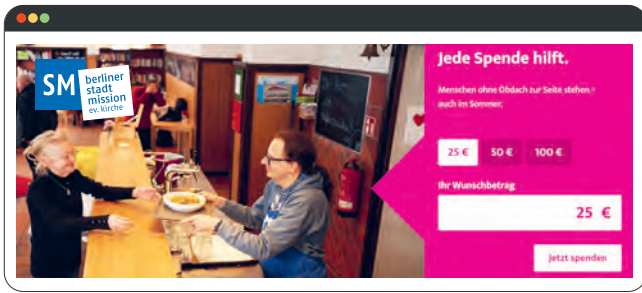 SM
berliner
stadt
mission
ev. kirche
Jede Spende hilft.
Menschen ohne Obdach zur Seite stehen -
auch im Sommer.
25 € 50 € 100 €
Ihr Wunschbetrag
25 €
Jetzt spenden